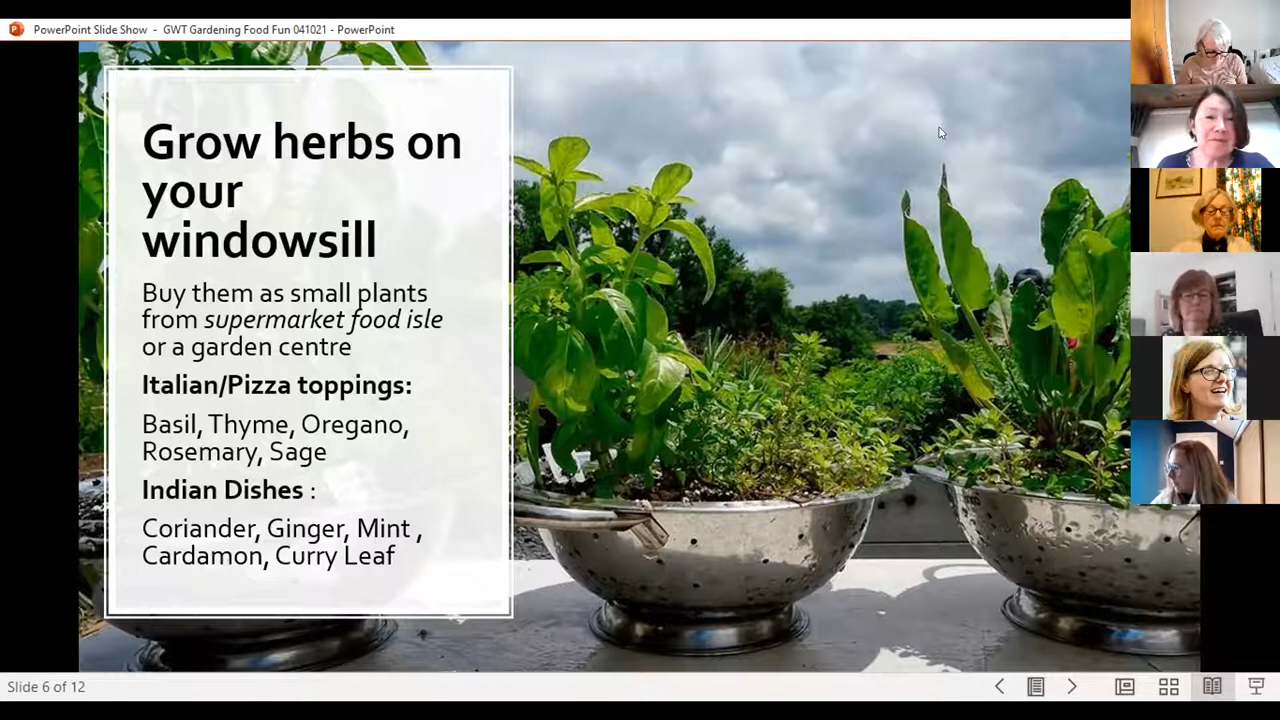 PowerPoint Slide Show - GWT Gardening Food Fun 041021 - PowerPoint
Grow herbs on
your
windowsill
Buy them as small plants
from supermarket food isle
or a garden centre
Italian/Pizza toppings:
Basil, Thyme, Oregano,
Rosemary, Sage
Indian Dishes :
Coriander, Ginger, Mint ,
Cardamon, Curry Leaf
Slide 6 of 12